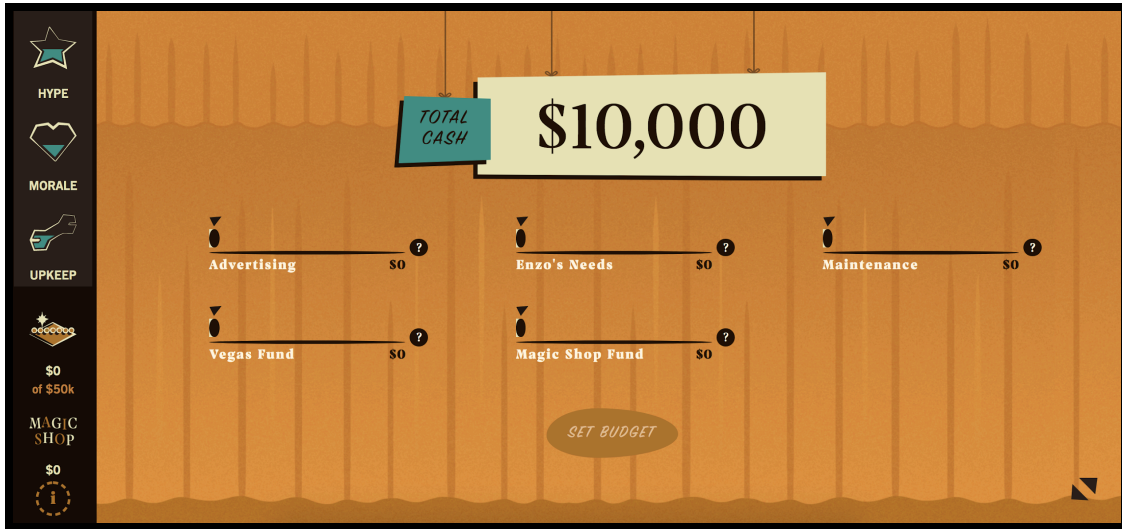 HYPE
MORALE
UPKEEP
$0
of $50k
MAGIC
SHOP
$0
i
TOTAL
CASH
$10,000
?
Advertising $0
?
Enzo's Needs $0
?
Maintenance $0
?
Vegas Fund $0
?
Magic Shop Fund $0
SET BUDGET